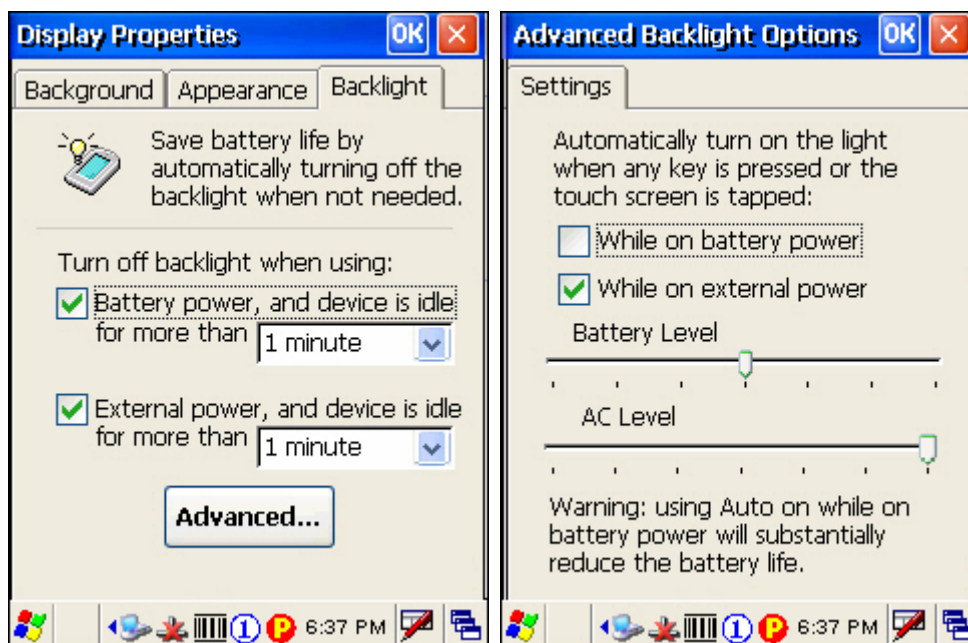 Display Properties
OK
Background
Appearance
Backlight
Save battery life by
automatically turning off the
backlight when not needed.
Turn off backlight when using:
Battery power, and device is idle
for more than
1 minute
External power, and device is idle
for more than
1 minute
Advanced...
1
P
6:37 PM
Advanced Backlight Options
OK
Settings
Automatically turn on the light
when any key is pressed or the
touch screen is tapped:
While on battery power
While on external power
Battery Level
AC Level
Warning: using Auto on while on
battery power will substantially
reduce the battery life.
1
P
6:37 PM